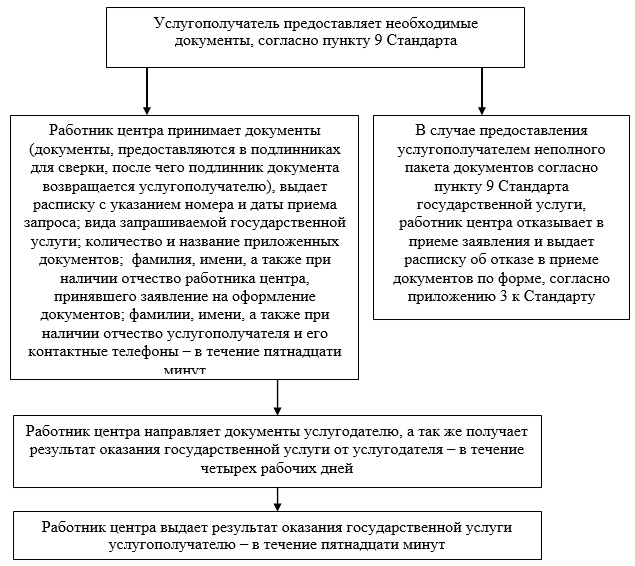 Услугополучатель предоставляет необходимые
документы, согласно пункту 9 Стандарта
Работник центра принимает документы
(документы, предоставляются в подлинниках
для сверки, после чего подлинник документа
возвращается услугополучателю), выдает
расписку с указанием номера и даты приема
запроса; вида запрашиваемой государственной
услуги; количество и название приложенных
документов; фамилия, имени, а также при
наличии отчество работника центра,
принявшего заявление на оформление
документов; фамилии, имени, а также при
наличии отчество услугополучателя и его
контактные телефоны – в течение пятнадцати
минут
В случае предоставления
услугополучателем неполного
пакета документов согласно
пункту 9 Стандарта
государственной услуги,
работник центра отказывает в
приеме заявления и выдает
расписку об отказе в приеме
документов по форме, согласно
приложению 3 к Стандарту
Работник центра направляет документы услугодателю, а так же получает
результат оказания государственной услуги от услугодателя – в течение
четырех рабочих дней
Работник центра выдает результат оказания государственной услуги
услугополучателю – в течение пятнадцати минут